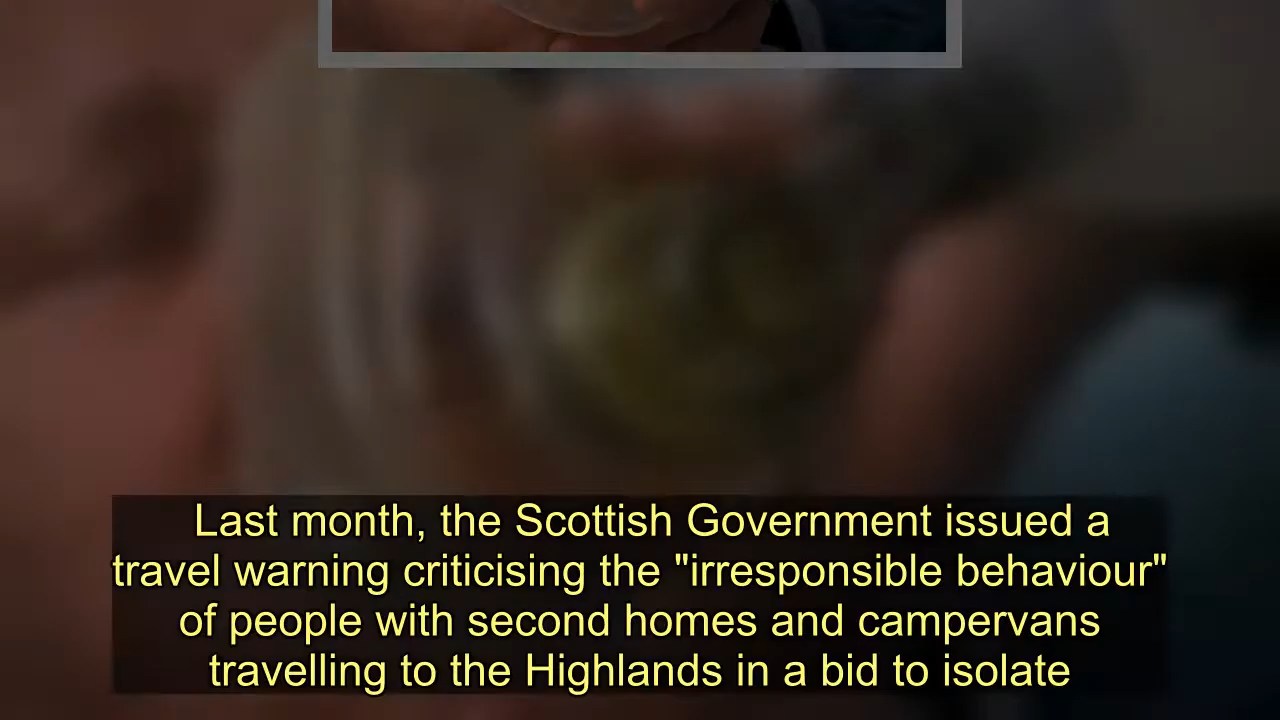 Last month, the Scottish Government issued a
travel warning criticising the "irresponsible behaviour"
of people with second homes and campervans
travelling to the Highlands in a bid to isolate